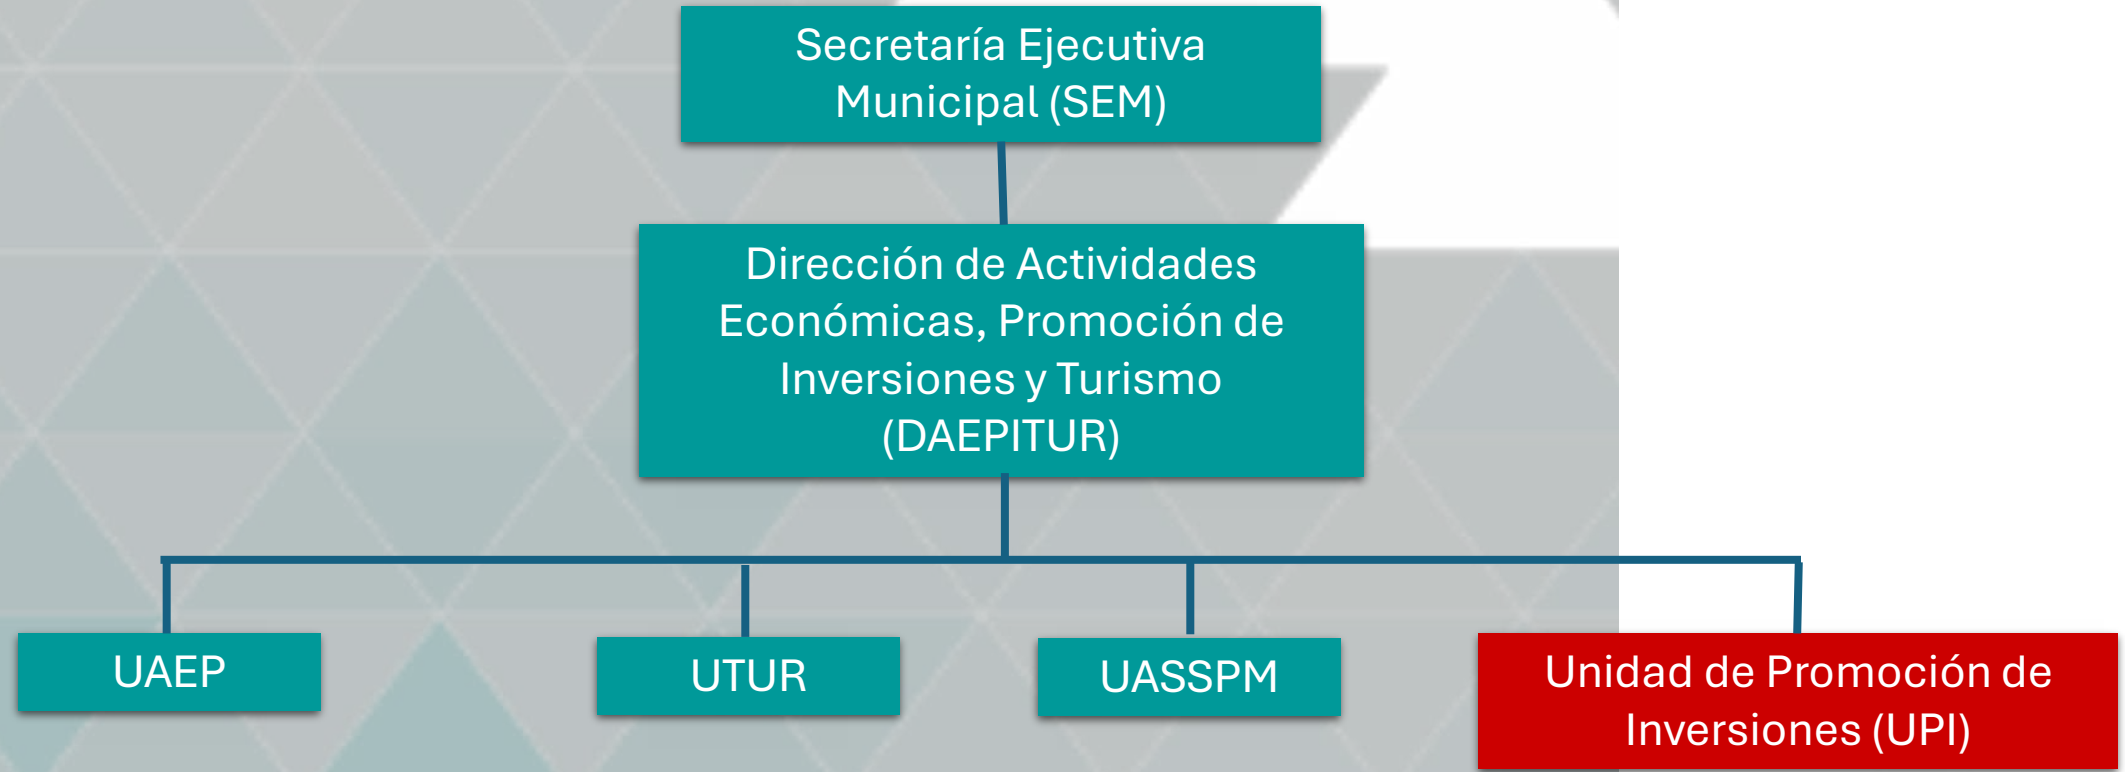 Secretaría Ejecutiva
Municipal (SEM)
Dirección de Actividades
Económicas, Promoción de
Inversiones y Turismo
(DAEPITUR)
UAEP
UTUR
UASSPM
Unidad de Promoción de
Inversiones (UPI)